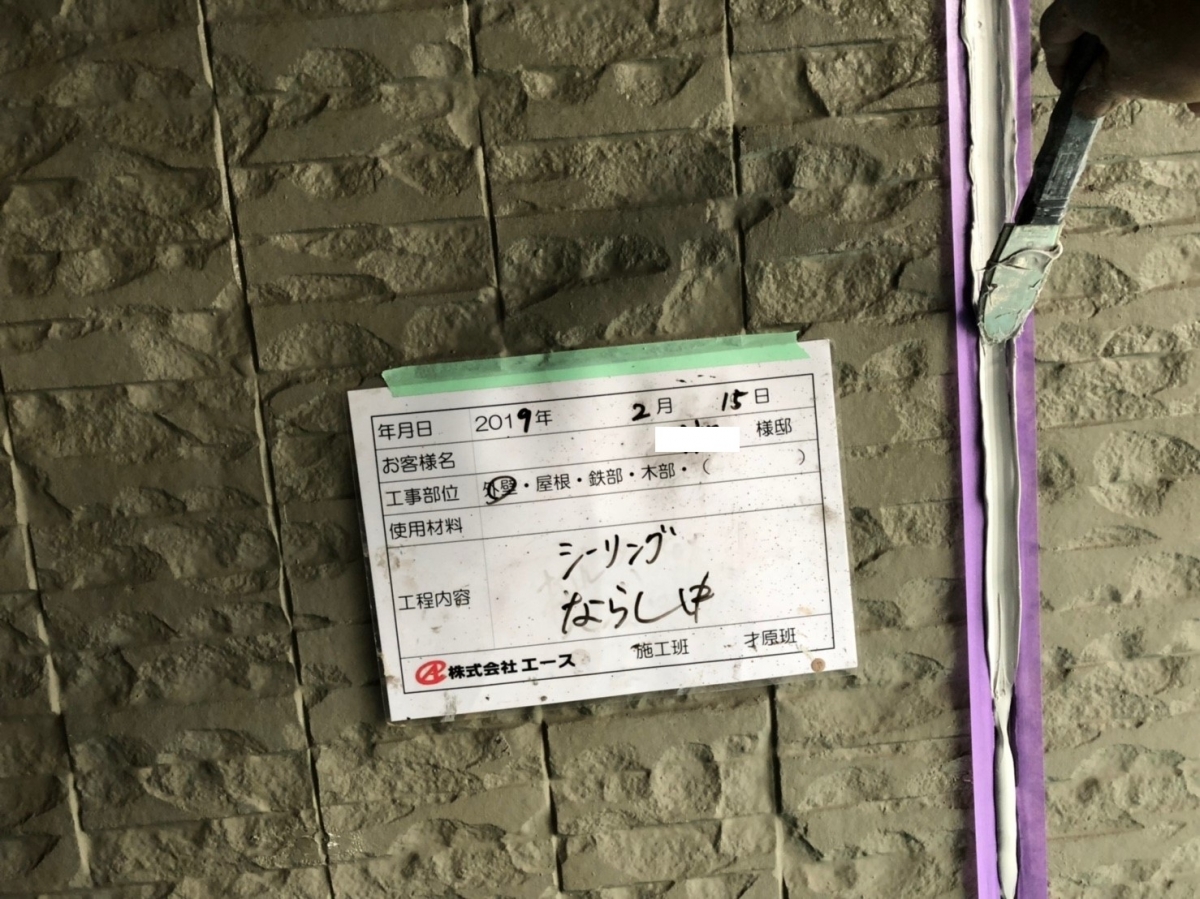 年月日 2019年 2月 15日
お客様名 様邸
工事部位 外壁・屋根・鉄部・木部・( )
使用材料
工程内容 シーリング
ならし中
株式会社エース 施工班 才原班